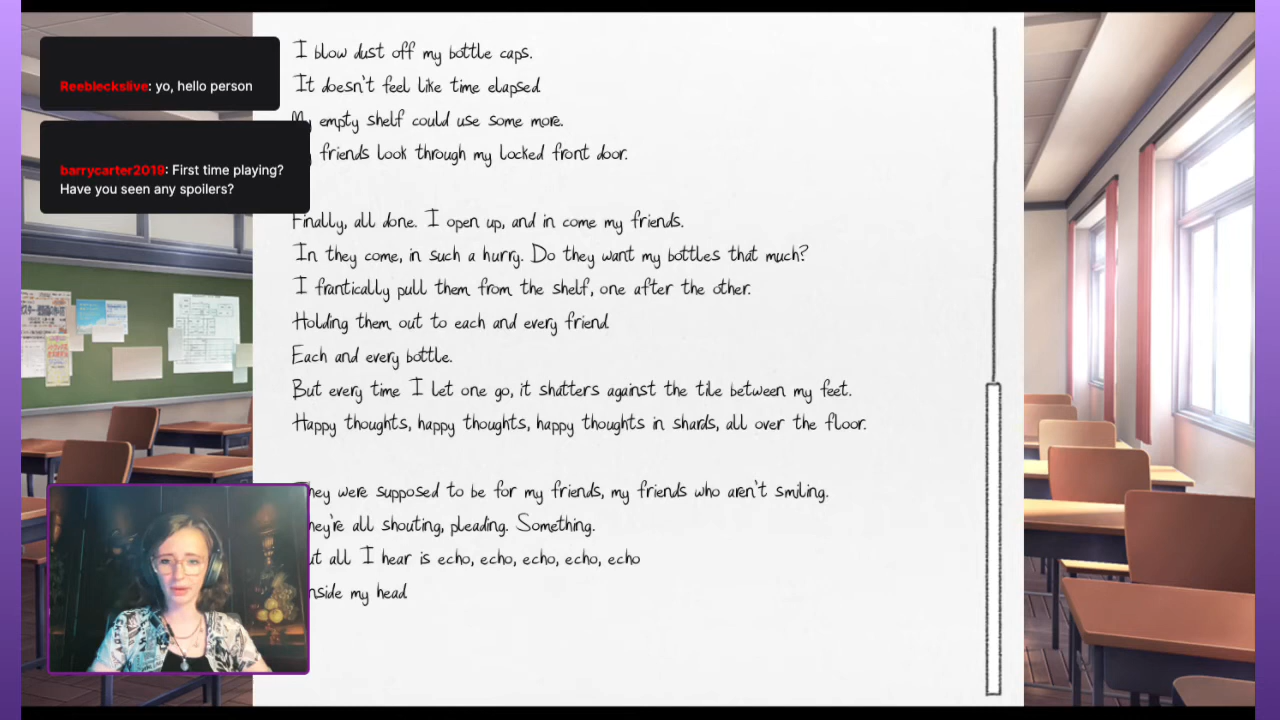 Reebleckslive: yo, hello person
barrycarter2019: First time playing?
Have you seen any spoilers?
I blow dust off my bottle caps.
It doesn't feel like time elapsed
empty shelf could use some more.
friends look through my locked front door.
Finally, all done. I open up, and in come my friends.
In they come, in such a hurry. Do they want my bottles that much?
I frantically pull them from the shelf, one after the other.
Holding them out to each and every friend
Each and every bottle.
But every time I let one go, it shatters against the tile between my feet.
Happy thoughts, happy thoughts, happy thoughts in shards, all over the floor.
hey were supposed to be for my friends, my friends who aren't smiling.
hey're all shouting, pleading. Something.
ut all I hear is echo, echo, echo, echo, echo
nside my head